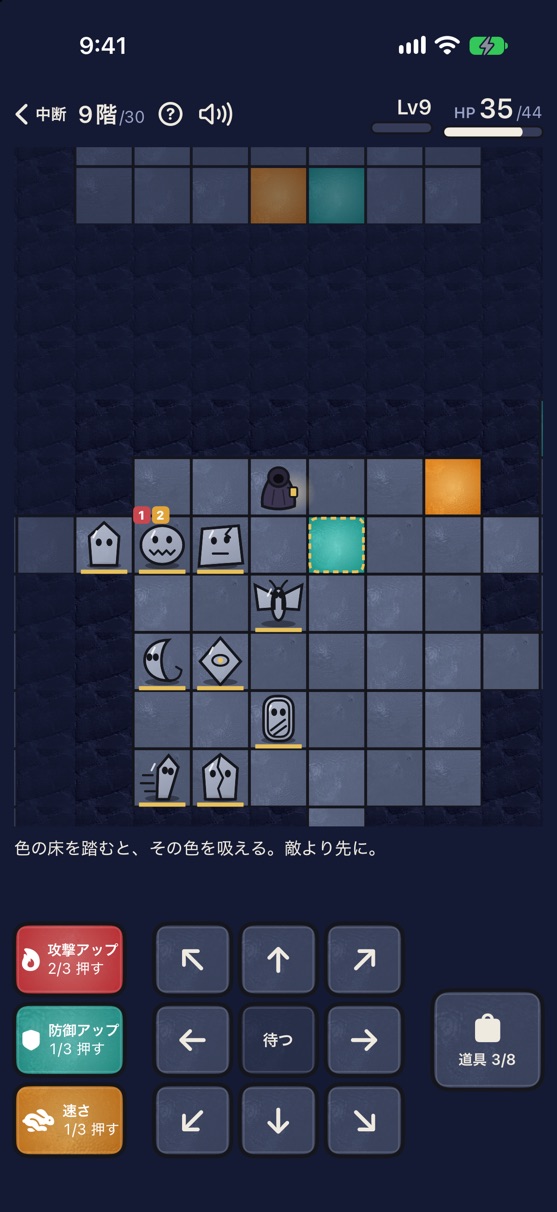 9:41
中断 9階/30 ? Lv9 HP 35/44
1 2
色の床を踏むと、その色を吸える。敵より先に。
攻撃アップ
2/3 押す
防御アップ
1/3 押す
待つ
道具 3/8
速さ
1/3 押す